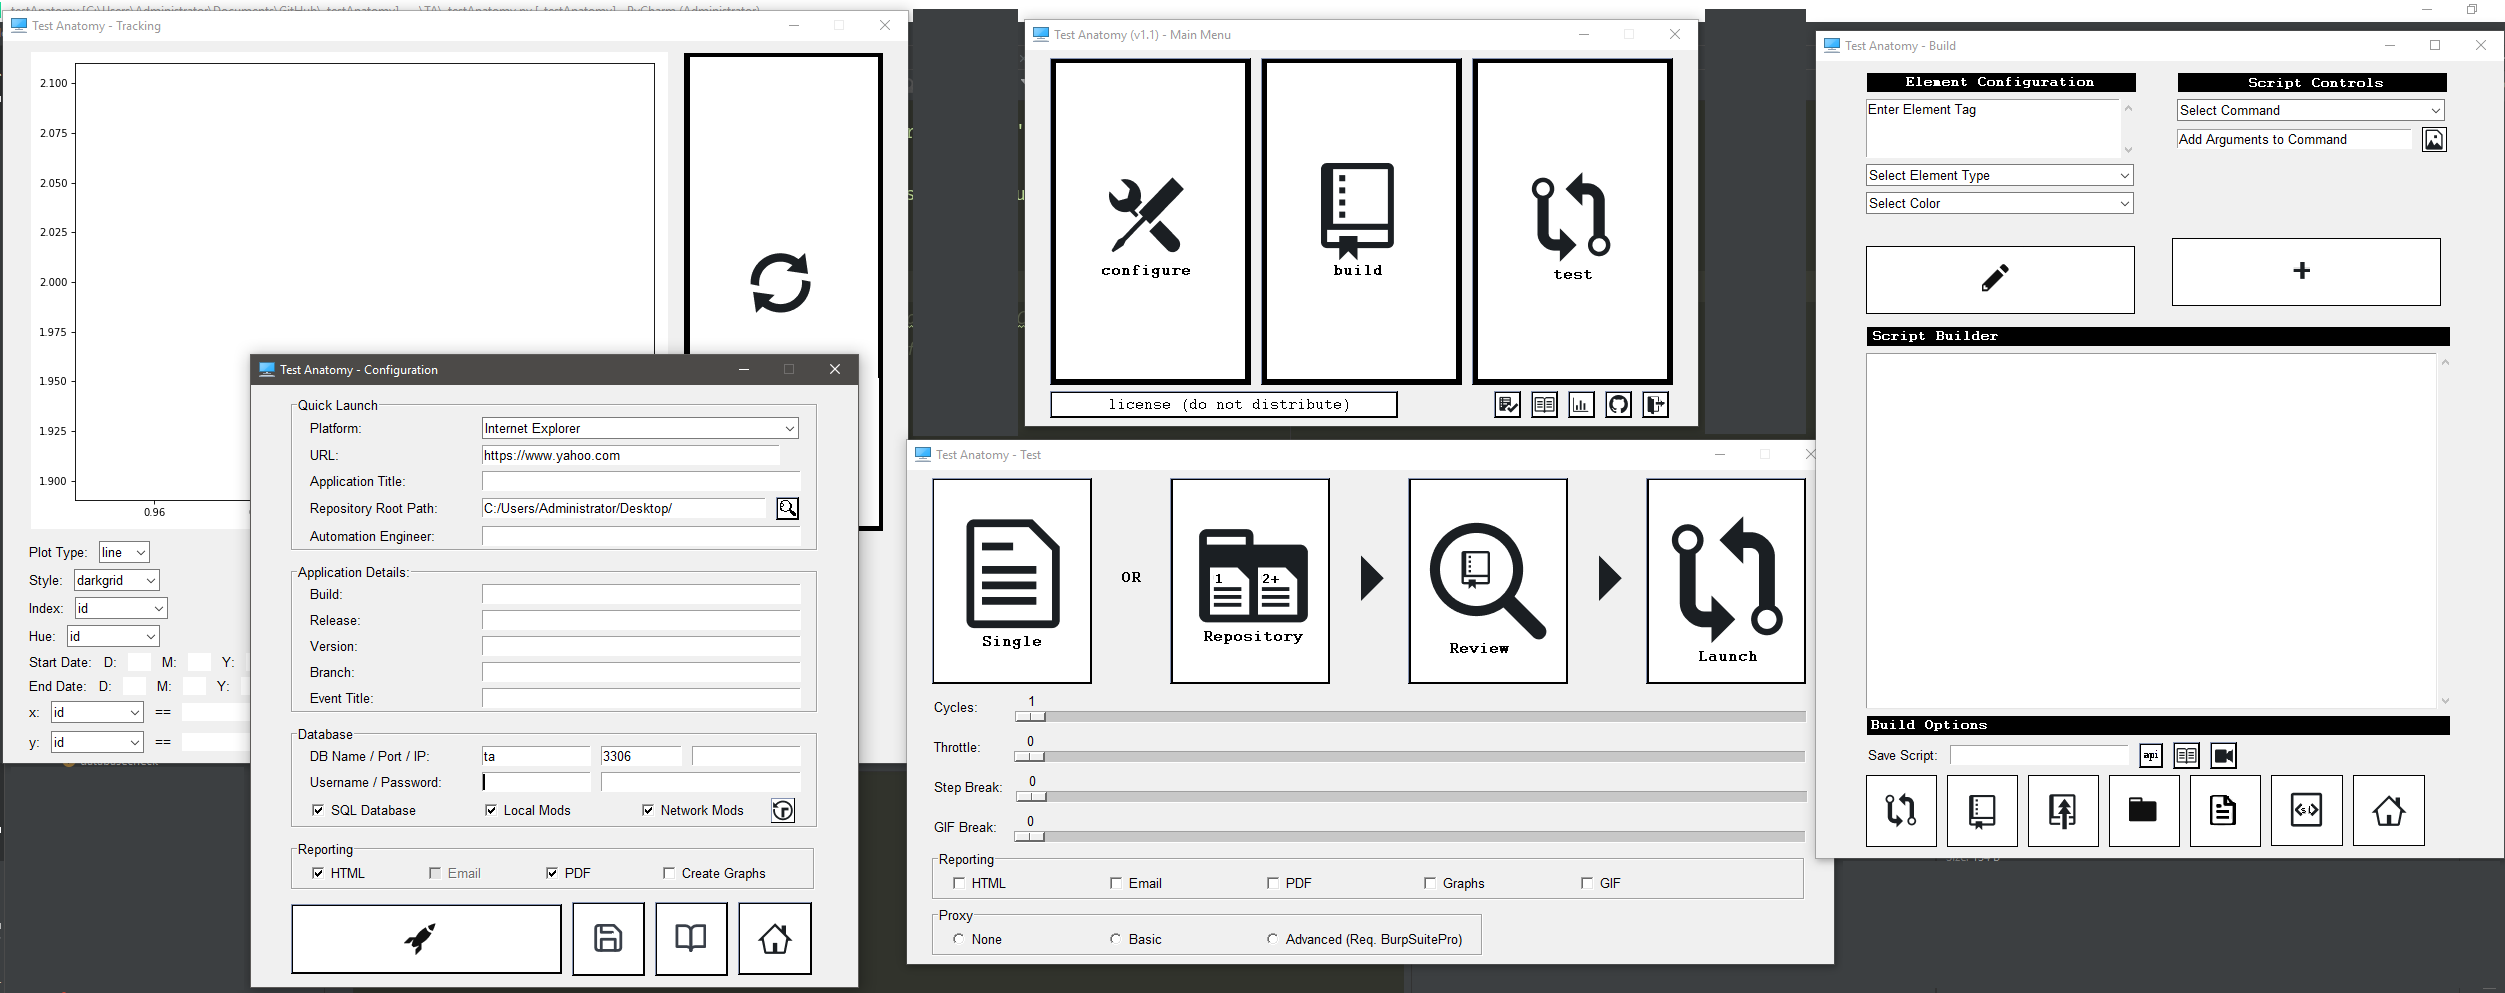 Test Anatomy - Tracking
2.100
2.075
2.050
2.025
2.000
1.975
1.950
1.925
1.900
0.96
Plot Type: line
Style: darkgrid
Index: id
Hue: id
Start Date: D: M: Y:
End Date: D: M: Y:
x: id ==
y: id ==
Test Anatomy - Configuration
Quick Launch
Platform: Internet Explorer
URL: https://www.yahoo.com
Application Title:
Repository Root Path: C:/Users/Administrator/Desktop/
Automation Engineer:
Application Details:
Build:
Release:
Version:
Branch:
Event Title:
Database
DB Name / Port / IP: ta 3306
Username / Password:
SQL Database Local Mods Network Mods
Reporting
HTML Email PDF Create Graphs
Test Anatomy (v1.1) - Main Menu
configure build test
license (do not distribute)
Test Anatomy - Test
Single
OR
1 2+
Repository
Review
Launch
Cycles: 1
Throttle: 0
Step Break: 0
GIF Break: 0
Reporting
HTML Email PDF Graphs GIF
Proxy
None Basic Advanced (Req. BurpSuitePro)
Test Anatomy - Build
Element Configuration
Enter Element Tag
Select Element Type
Select Color
Script Controls
Select Command
Add Arguments to Command
+
Script Builder
Build Options
Save Script: api
<s>